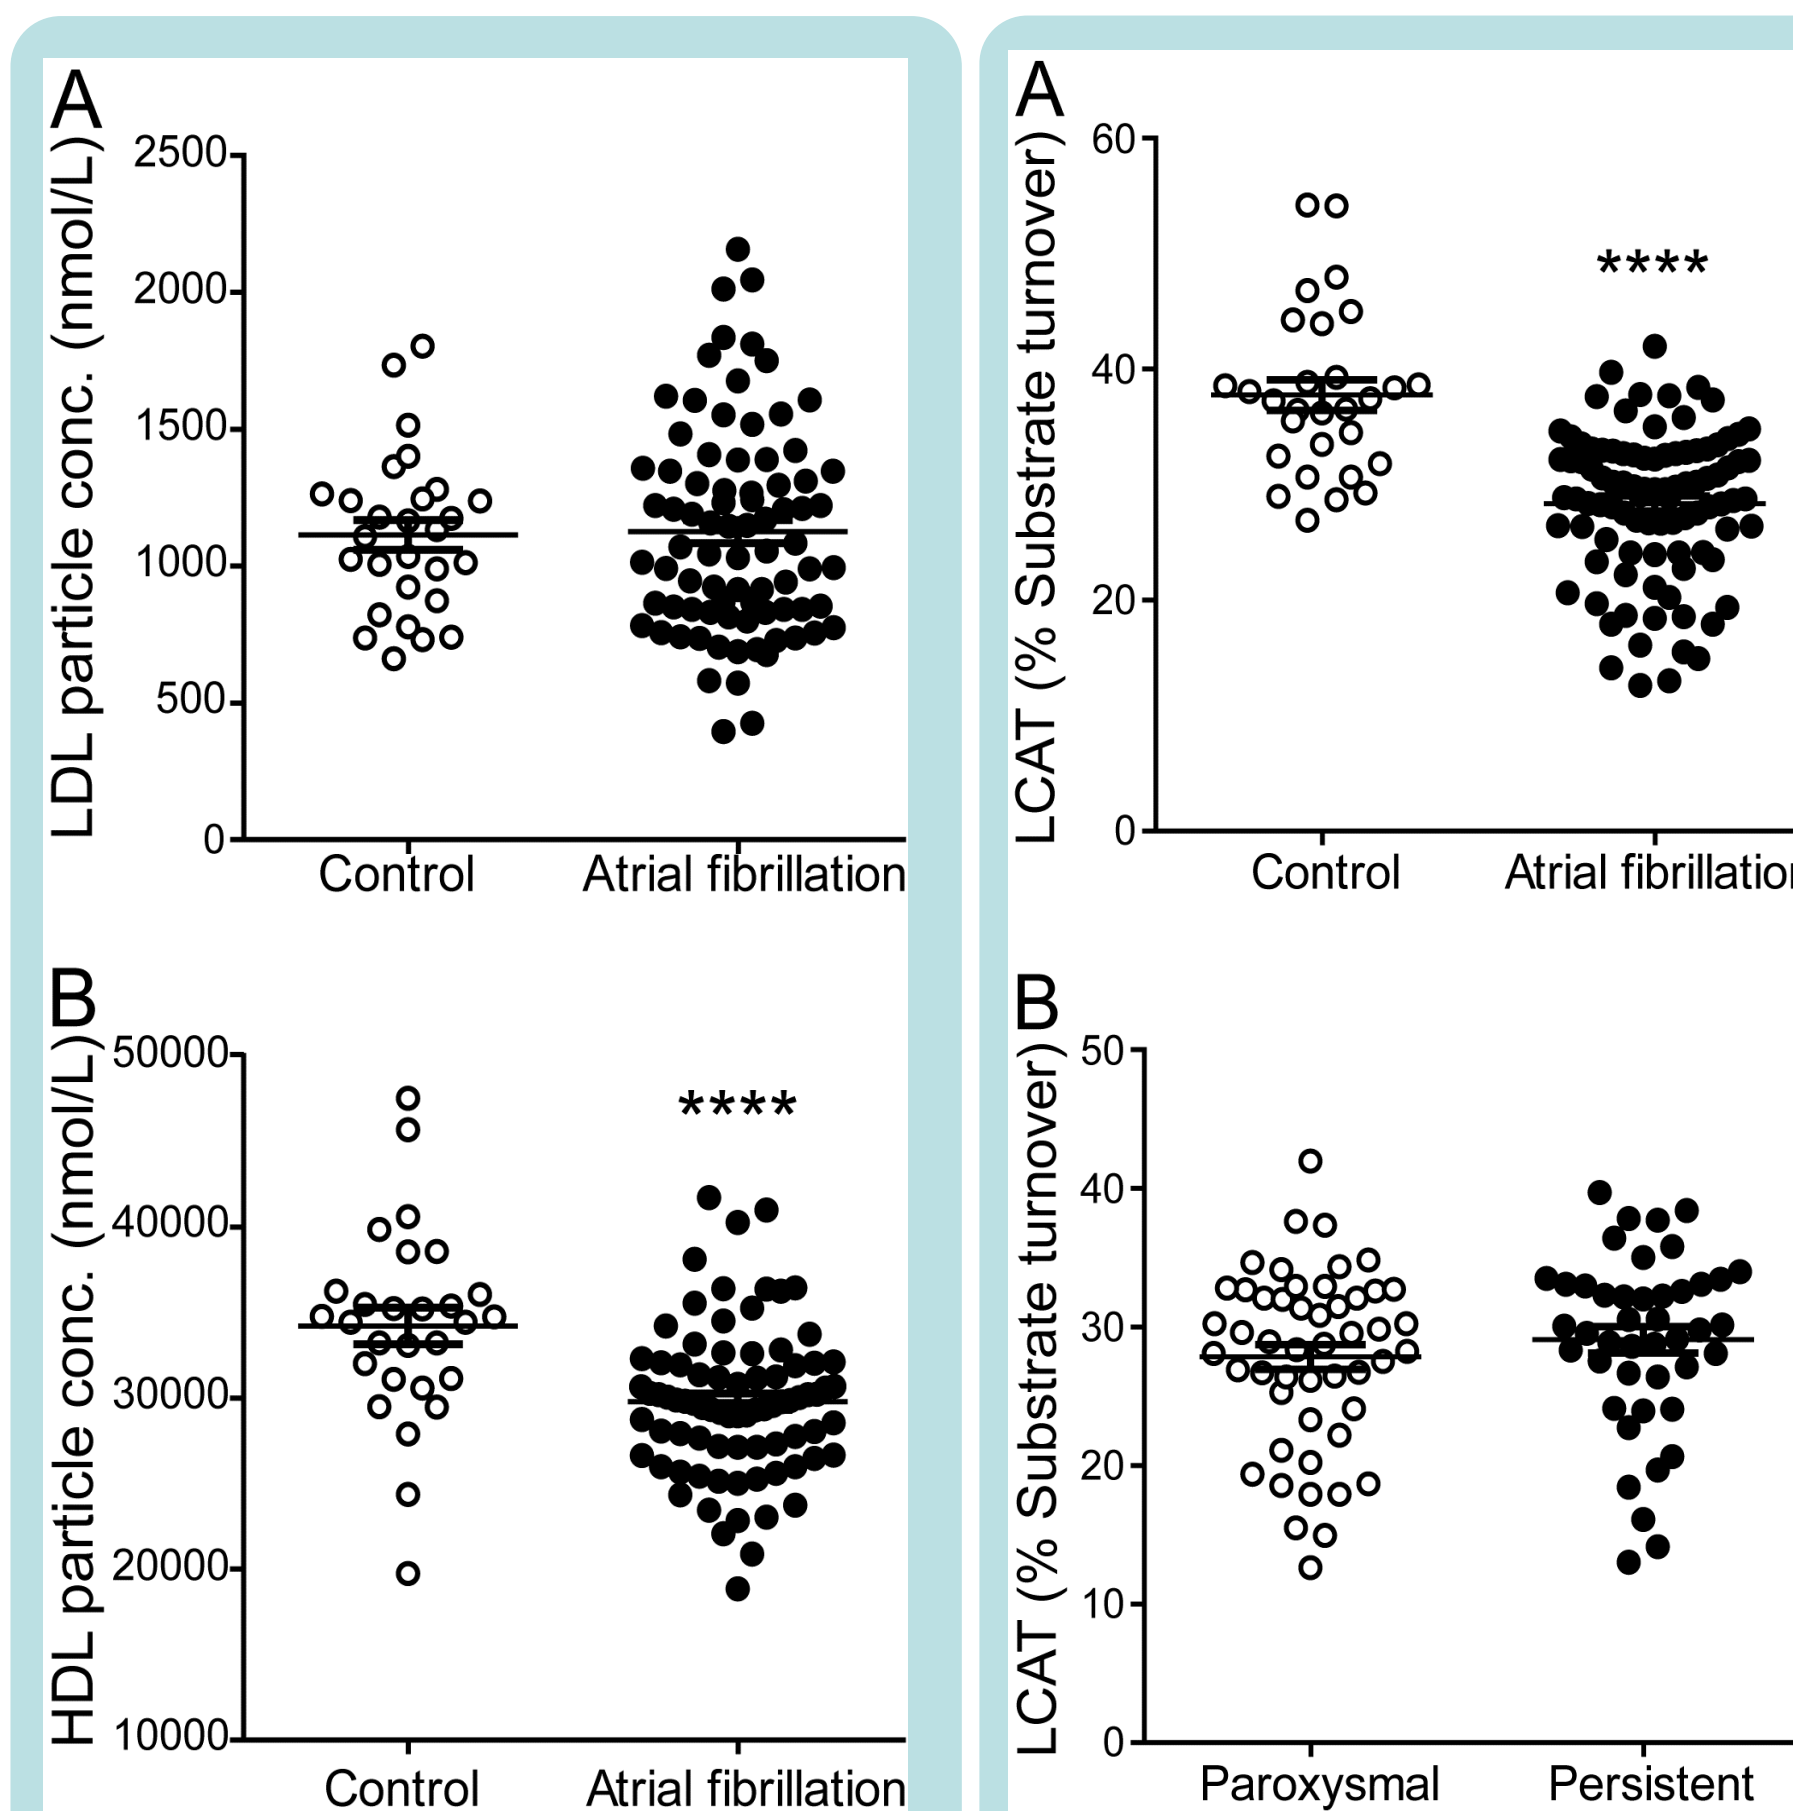 A
LDL particle conc. (nmol/L)
2500
2000
1500
1000
500
0
Control
Atrial fibrillation
B
HDL particle conc. (nmol/L)
50000
40000
30000
20000
10000
****
Control
Atrial fibrillation
A
LCAT (% Substrate turnover)
60
40
20
0
****
Control
Atrial fibrillation
B
LCAT (% Substrate turnover)
50
40
30
20
10
0
Paroxysmal
Persistent